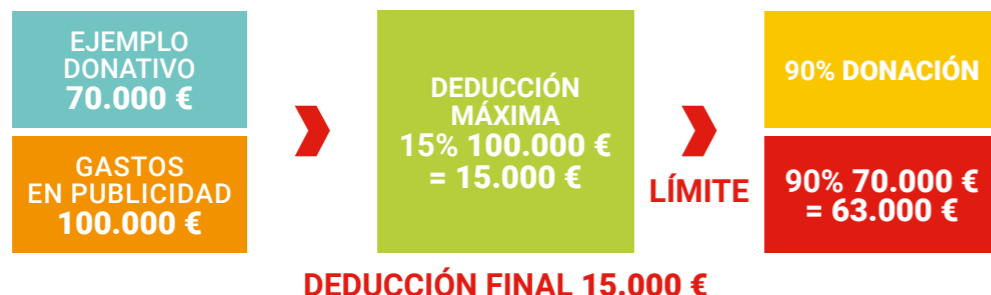 EJEMPLO
DONATIVO
70.000 €
GASTOS
EN PUBLICIDAD
100.000 €
DEDUCCIÓN
MÁXIMA
15% 100.000 €
= 15.000 €
LÍMITE
90% DONACIÓN
90% 70.000 €
= 63.000 €
DEDUCCIÓN FINAL 15.000 €